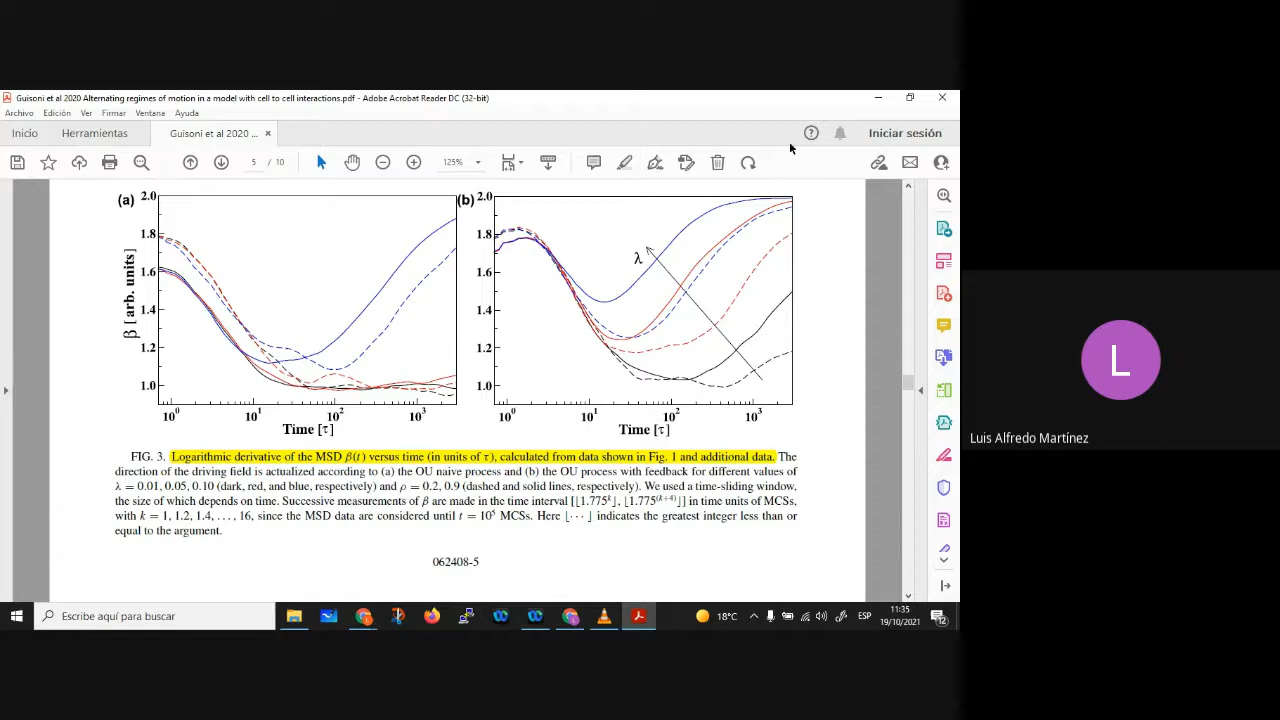 Guisoni et al 2020 Alternating regimes of motion in a model with cell to cell interactions.pdf - Adobe Acrobat Reader DC (32-bit)
Archivo Edición Ver Firmar Ventana Ayuda
Inicio Herramientas Guisoni et al 2020 ... × Iniciar sesión
5 / 10 125%
(a) 2.0 (b) 2.0
1.8 1.8
λ
1.6 1.6
β [ arb. units]
1.4 1.4
1.2 1.2
1.0 1.0
10⁰ 10¹ 10² 10³ 10⁰ 10¹ 10² 10³
Time [τ] Time [τ]
FIG. 3. Logarithmic derivative of the MSD β(t) versus time (in units of τ), calculated from data shown in Fig. 1 and additional data. The
direction of the driving field is actualized according to (a) the OU naive process and (b) the OU process with feedback for different values of
λ = 0.01, 0.05, 0.10 (dark, red, and blue, respectively) and ρ = 0.2, 0.9 (dashed and solid lines, respectively). We used a time-sliding window,
the size of which depends on time. Successive measurements of β are made in the time interval [⌊1.775ᵏ⌋, ⌊1.775⁽ᵏ⁺⁴⁾⌋] in time units of MCSs,
with k = 1, 1.2, 1.4, . . . , 16, since the MSD data are considered until t = 10⁵ MCSs. Here ⌊· · ·⌋ indicates the greatest integer less than or
equal to the argument.
062408-5
L
Luis Alfredo Martínez
Escribe aquí para buscar
18°C ESP 11:35
19/10/2021
12